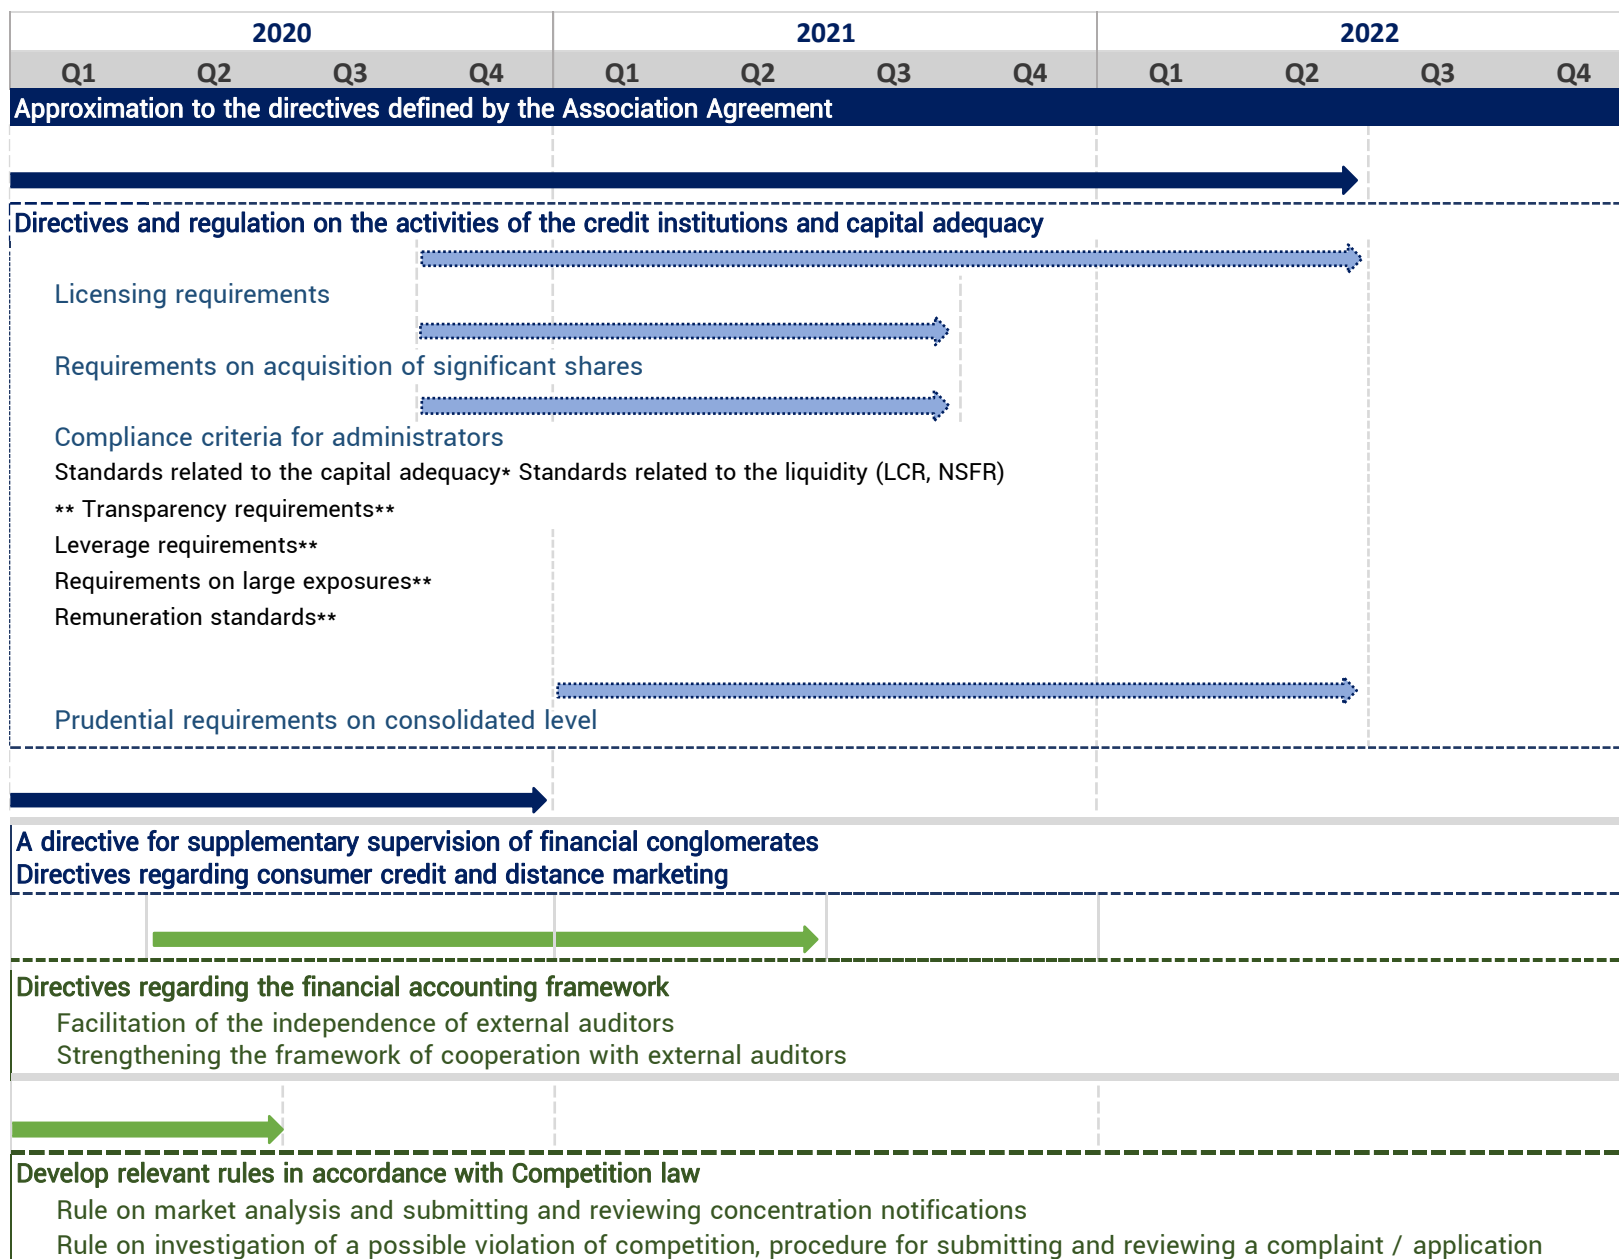 2020 2021 2022
Q1 Q2 Q3 Q4 Q1 Q2 Q3 Q4 Q1 Q2 Q3 Q4
Approximation to the directives defined by the Association Agreement
Directives and regulation on the activities of the credit institutions and capital adequacy
Licensing requirements
Requirements on acquisition of significant shares
Compliance criteria for administrators
Standards related to the capital adequacy* Standards related to the liquidity (LCR, NSFR)
** Transparency requirements**
Leverage requirements**
Requirements on large exposures**
Remuneration standards**
Prudential requirements on consolidated level
A directive for supplementary supervision of financial conglomerates
Directives regarding consumer credit and distance marketing
Directives regarding the financial accounting framework
Facilitation of the independence of external auditors
Strengthening the framework of cooperation with external auditors
Develop relevant rules in accordance with Competition law
Rule on market analysis and submitting and reviewing concentration notifications
Rule on investigation of a possible violation of competition, procedure for submitting and reviewing a complaint / application